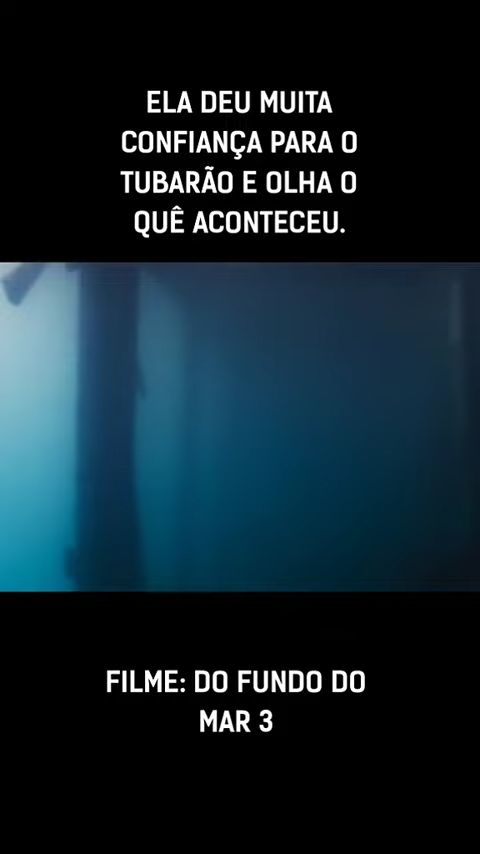 ELA DEU MUITA
CONFIANÇA PARA O
TUBARÃO E OLHA O
QUÊ ACONTECEU.
FILME: DO FUNDO DO
MAR 3